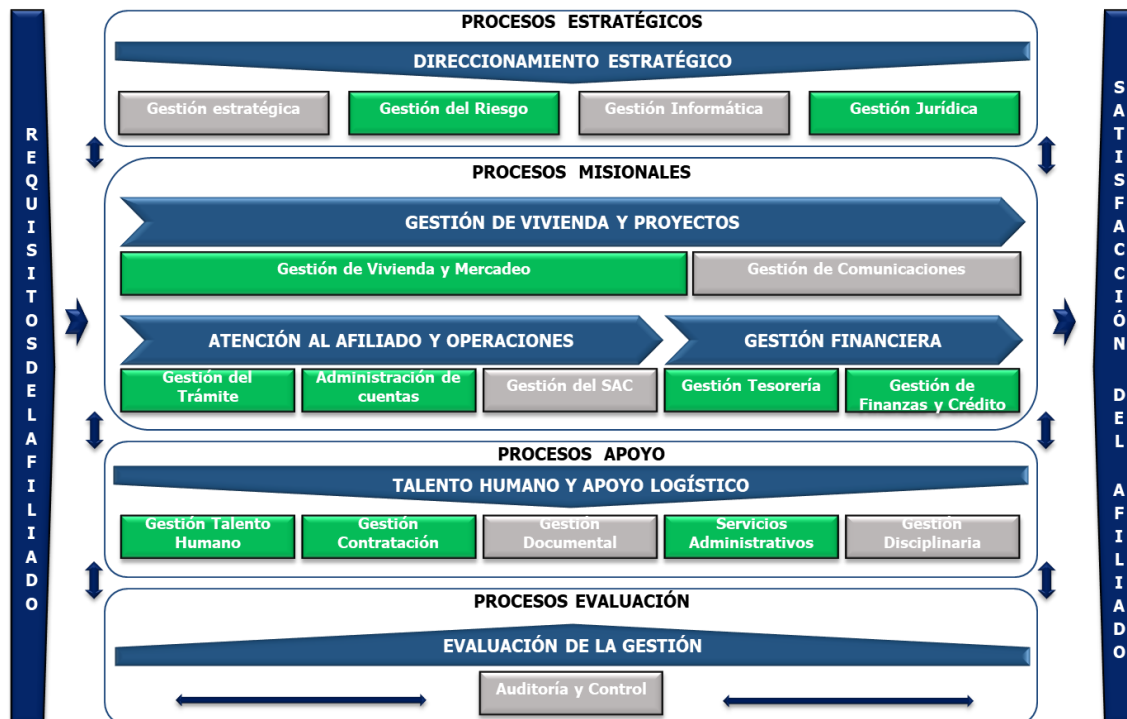 PROCESOS ESTRATÉGICOS
DIRECCIONAMIENTO ESTRATÉGICO
Gestión estratégica
Gestión del Riesgo
Gestión Informática
Gestión Jurídica
REQUISITOS DEL AFILIADO
PROCESOS MISIONALES
GESTIÓN DE VIVIENDA Y PROYECTOS
Gestión de Vivienda y Mercadeo
Gestión de Comunicaciones
ATENCIÓN AL AFILIADO Y OPERACIONES
GESTIÓN FINANCIERA
Gestión del
Trámite
Administración de
cuentas
Gestión del SAC
Gestión Tesorería
Gestión de
Finanzas y Crédito
PROCESOS APOYO
TALENTO HUMANO Y APOYO LOGÍSTICO
Gestión Talento
Humano
Gestión
Contratación
Gestión
Documental
Servicios
Administrativos
Gestión
Disciplinaria
PROCESOS EVALUACIÓN
EVALUACIÓN DE LA GESTIÓN
Auditoría y Control
SATISFACCIÓN DEL AFILIADO